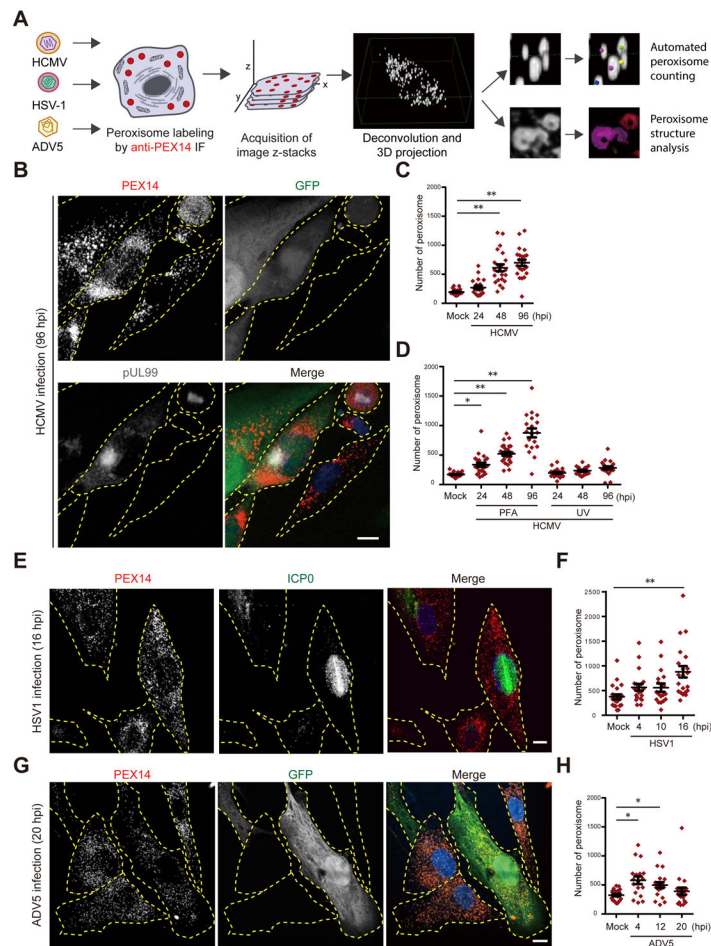 A
HCMV
HSV-1
ADV5
Peroxisome labeling
by anti-PEX14 IF
z
y
x
Acquisition of
image z-stacks
Deconvolution and
3D projection
Automated
peroxisome
counting
Peroxisome
structure
analysis
B
HCMV infection (96 hpi)
PEX14
GFP
pUL99
Merge
C
Number of peroxisome
2000
1500
1000
500
0
**
**
Mock 24 48 96 (hpi)
HCMV
D
Number of peroxisome
2000
1500
1000
500
0
**
**
*
Mock 24 48 96 24 48 96 (hpi)
PFA UV
HCMV
E
HSV1 infection (16 hpi)
PEX14
ICP0
Merge
F
Number of peroxisome
2500
2000
1500
1000
500
0
**
Mock 4 10 16 (hpi)
HSV1
G
ADV5 infection (20 hpi)
PEX14
GFP
Merge
H
Number of peroxisome
2000
1500
1000
500
0
*
*
Mock 4 12 20 (hpi)
ADV5